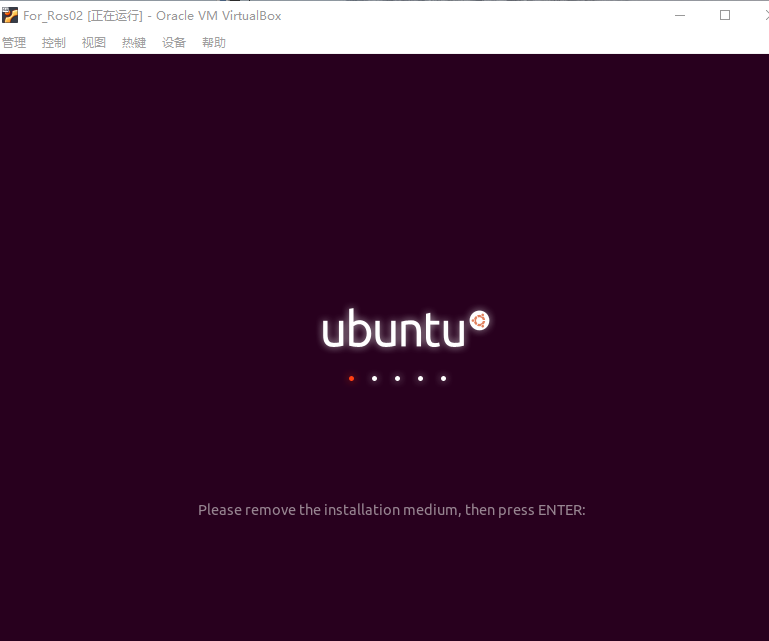 For_Ros02 [正在运行] - Oracle VM VirtualBox
管理 控制 视图 热键 设备 帮助
ubuntu
Please remove the installation medium, then press ENTER: